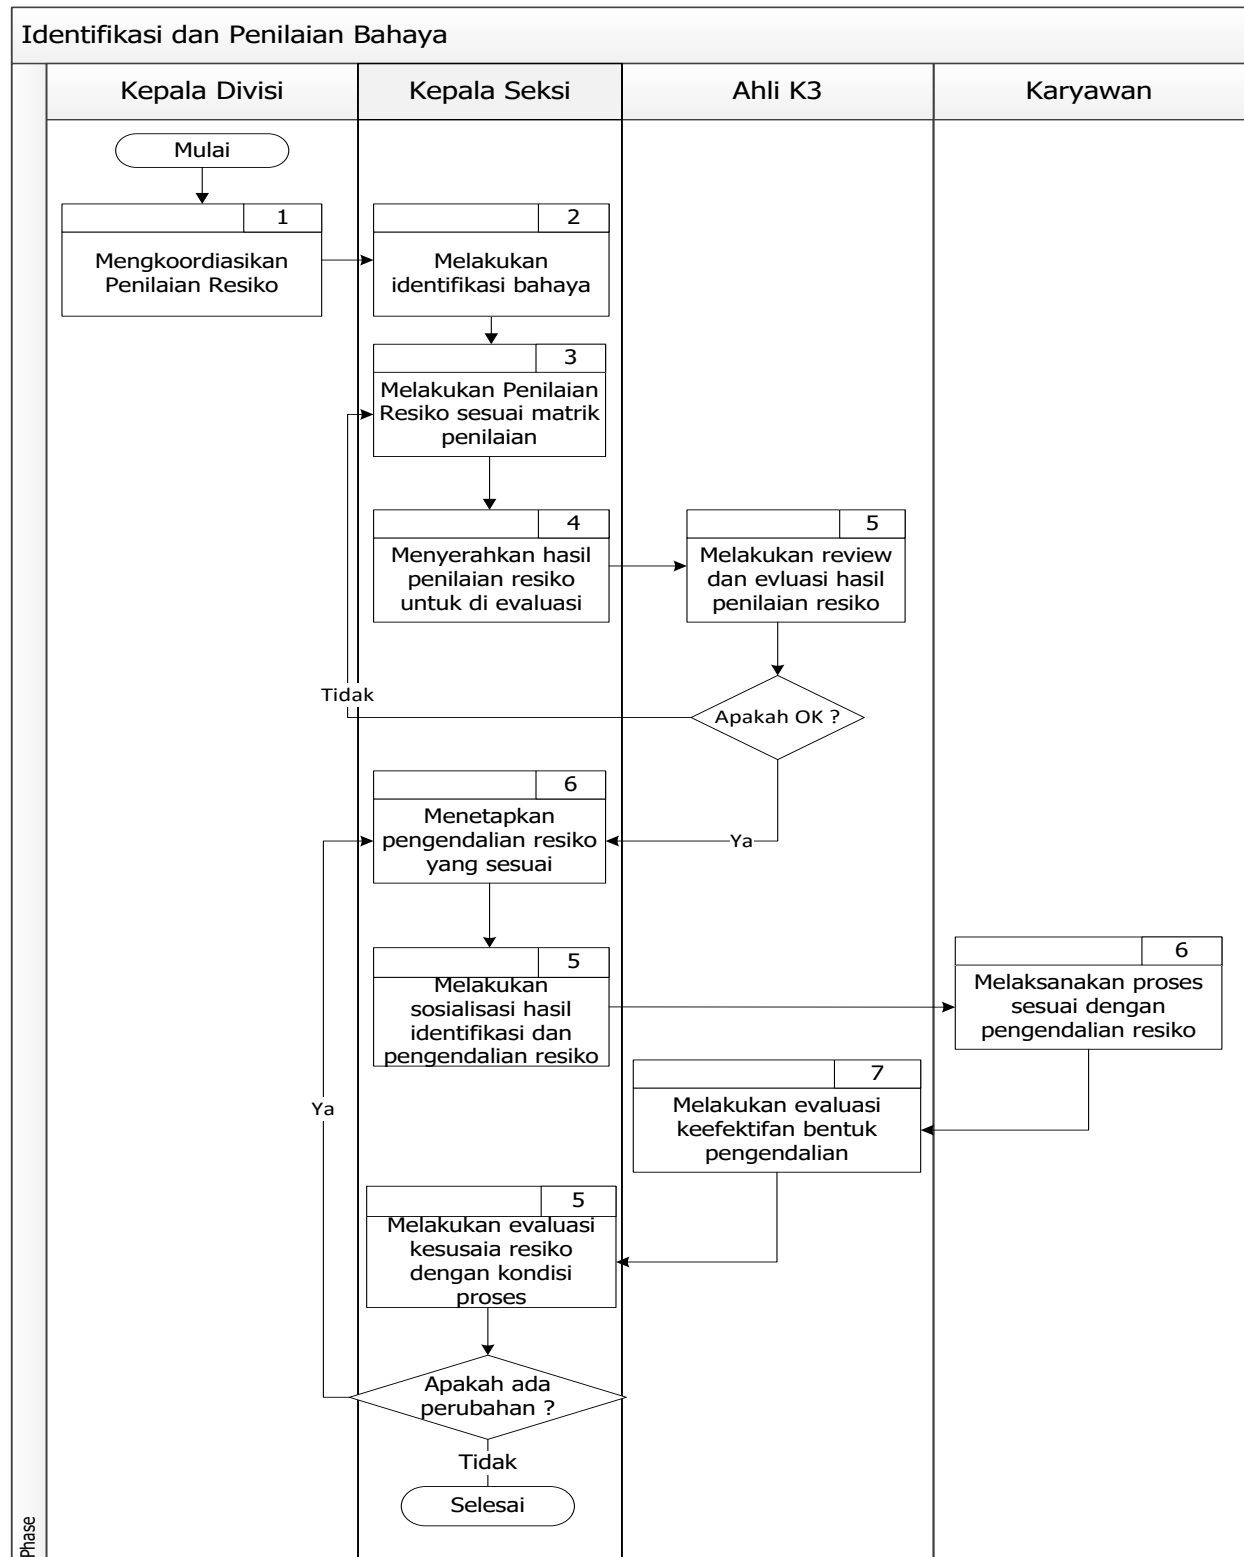 Identifikasi dan Penilaian Bahaya
Kepala Divisi
Kepala Seksi
Ahli K3
Karyawan
Mulai
1
Mengkoordiasikan
Penilaian Resiko
2
Melakukan
identifikasi bahaya
3
Melakukan Penilaian
Resiko sesuai matrik
penilaian
4
Menyerahkan hasil
penilaian resiko
untuk di evaluasi
5
Melakukan review
dan evluasi hasil
penilaian resiko
Tidak
Apakah OK ?
6
Menetapkan
pengendalian resiko
yang sesuai
Ya
5
Melakukan
sosialisasi hasil
identifikasi dan
pengendalian resiko
6
Melaksanakan proses
sesuai dengan
pengendalian resiko
7
Melakukan evaluasi
keefektifan bentuk
pengendalian
Ya
5
Melakukan evaluasi
kesusaia resiko
dengan kondisi
proses
Apakah ada
perubahan ?
Tidak
Selesai
Phase